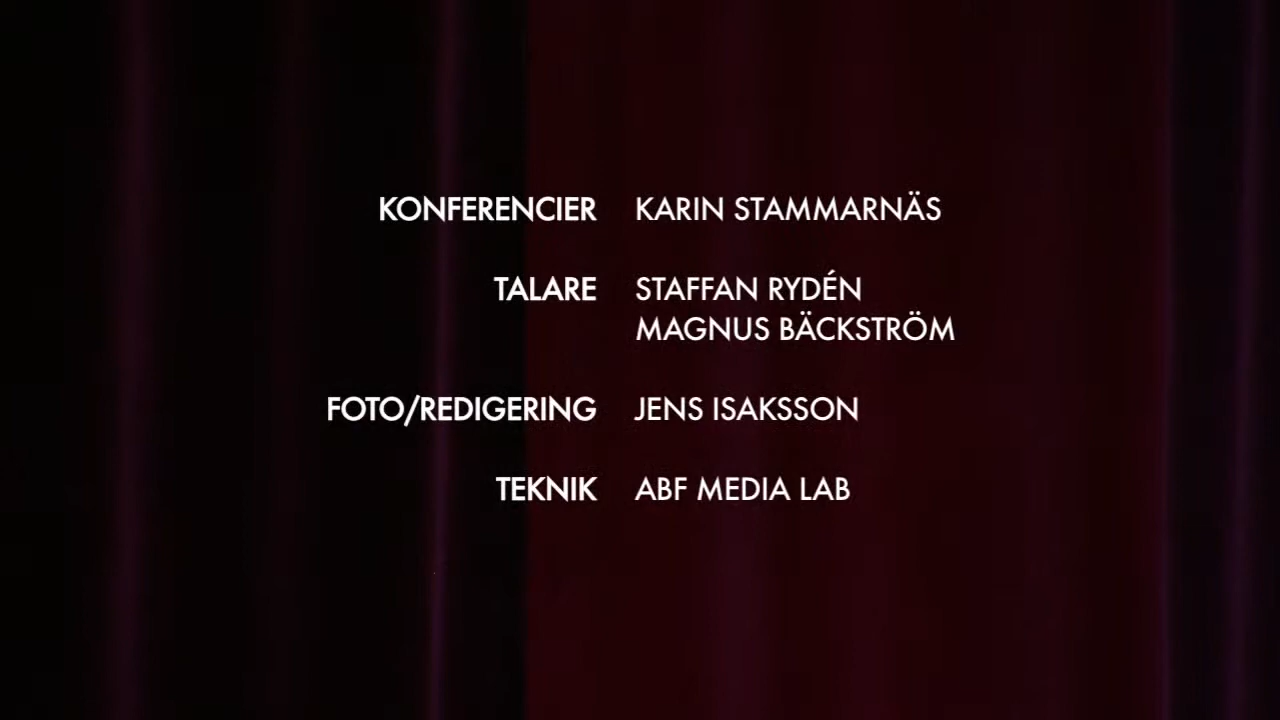 KONFERENCIER KARIN STAMMARNÄS
TALARE STAFFAN RYDÉN
MAGNUS BÄCKSTRÖM
FOTO/REDIGERING JENS ISAKSSON
TEKNIK ABF MEDIA LAB